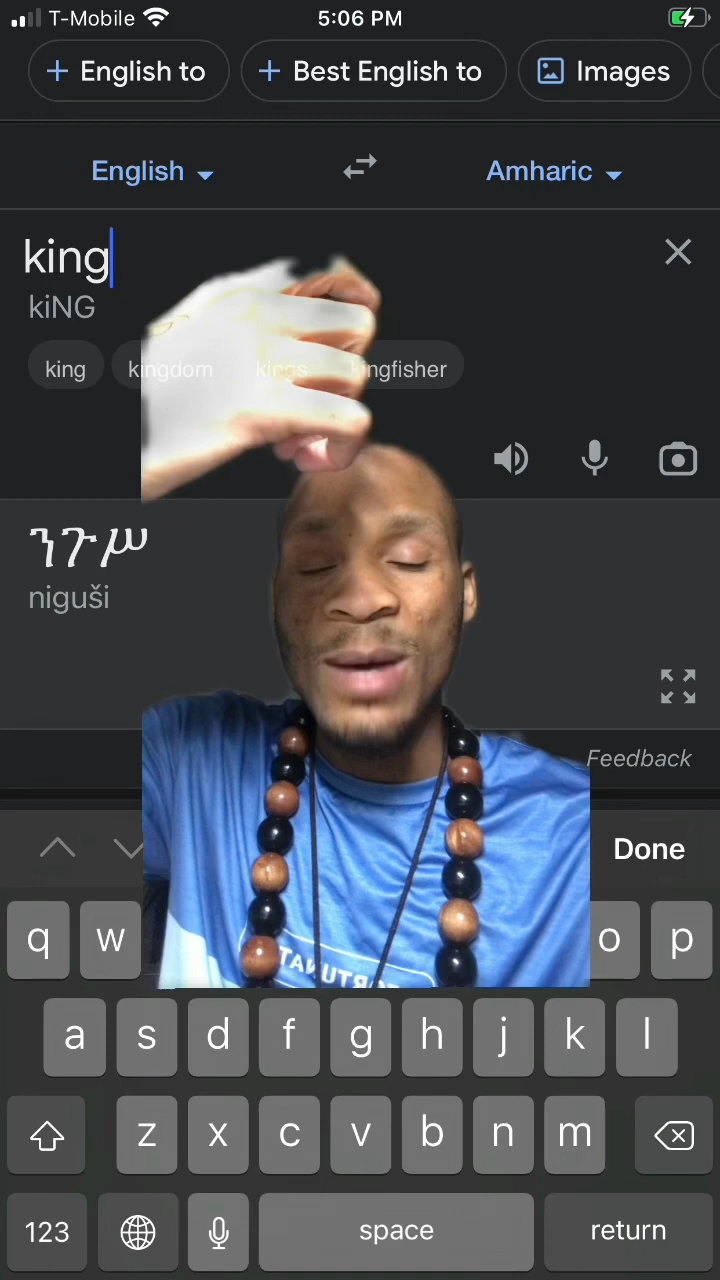 T-Mobile 5:06 PM
+ English to + Best English to Images
English Amharic
king
kiNG
king kingdom kings kingfisher
ንጉሥ
niguši
Feedback
Done
q w o p
a s d f g h j k l
z x c v b n m
123 space return